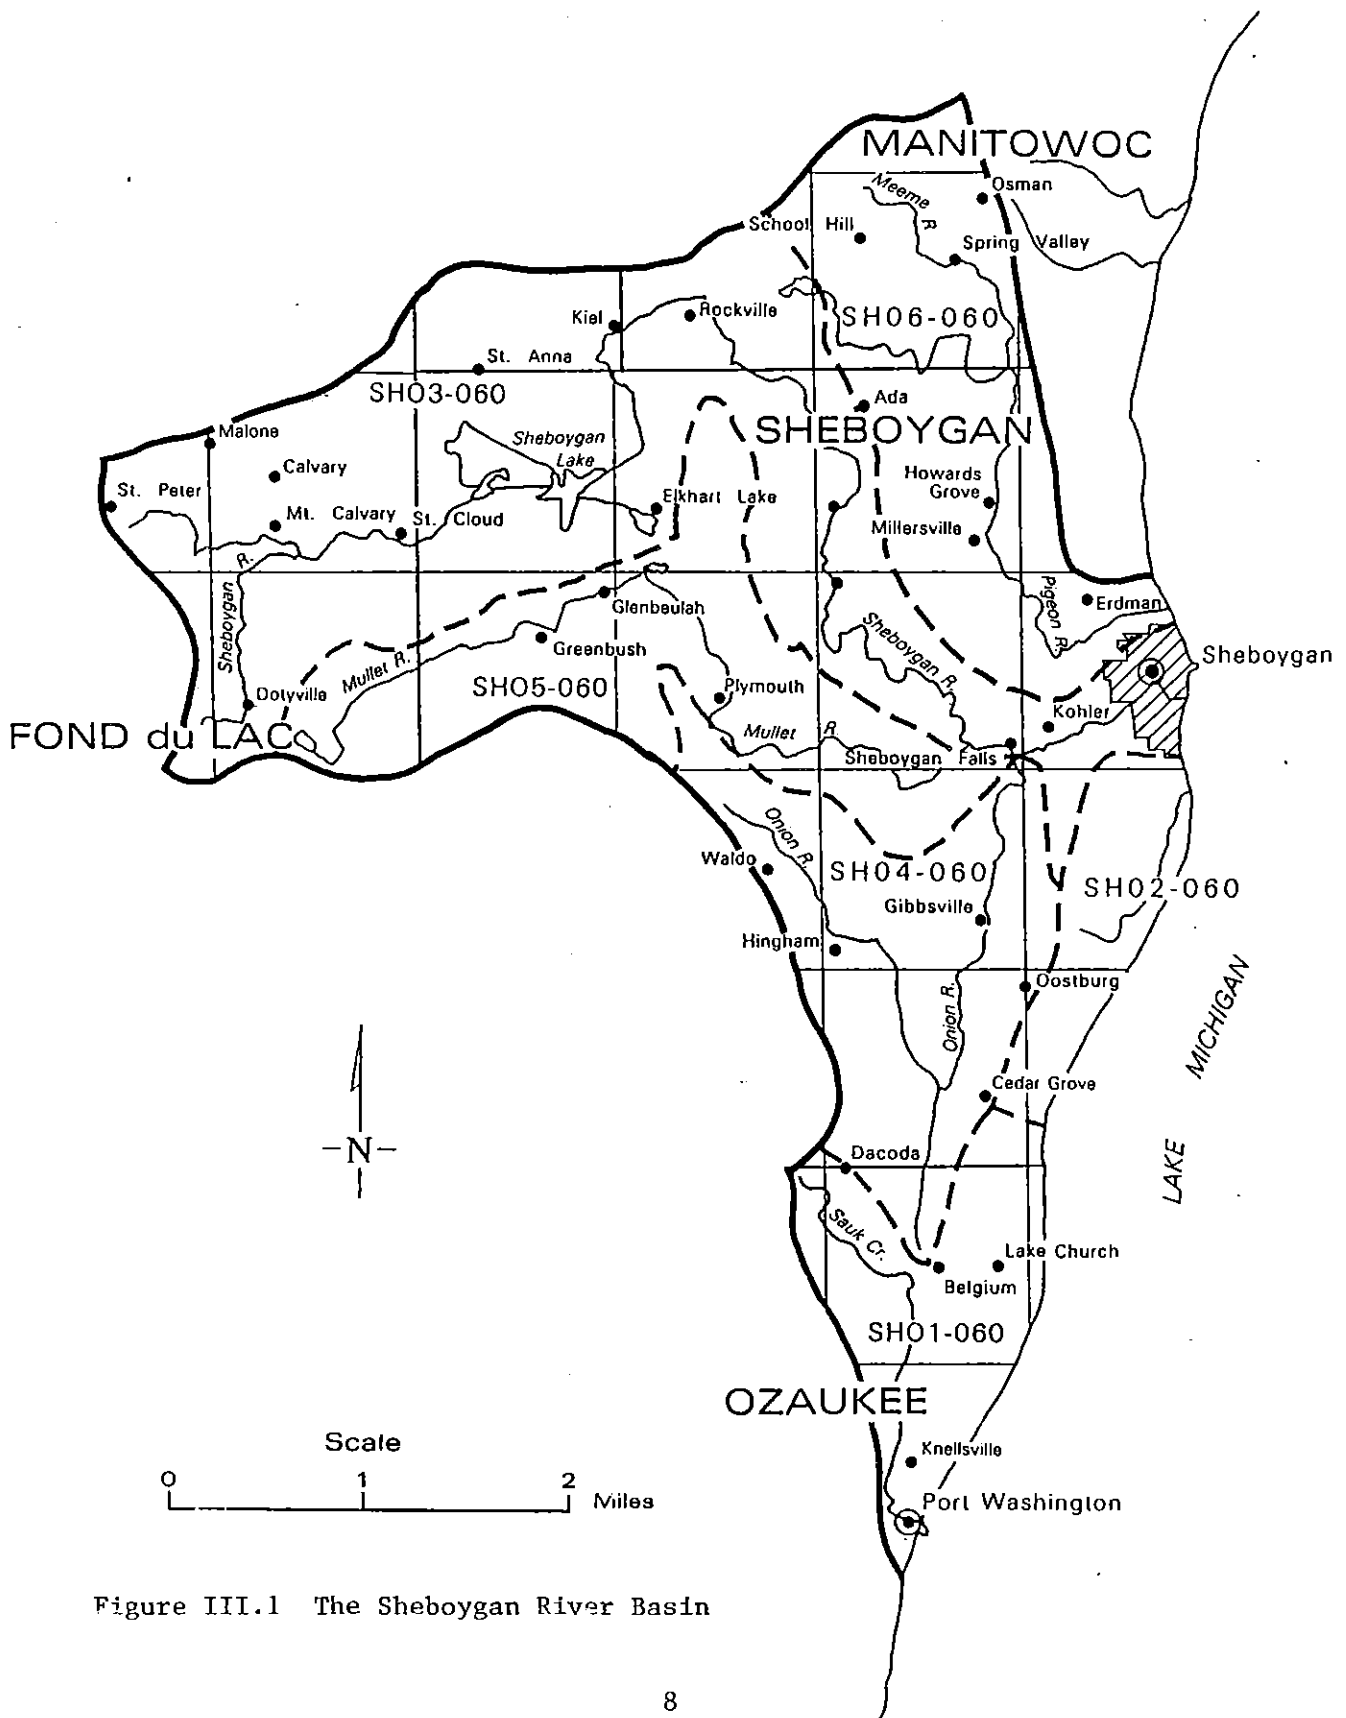 MANITOWOC
Meeme R.
Osman
School Hill
Spring Valley
Kiel
Rockville
SH06-060
St. Anna
SH03-060
Ada
Malone
SHEBOYGAN
Sheboygan Lake
Calvary
Howards Grove
St. Peter
Elkhart Lake
Mt. Calvary
St. Cloud
Millersville
Sheboygan R.
Glenbeulah
Pigeon R.
Erdman
Sheboygan R.
Greenbush
Mullet R.
Sheboygan
SH05-060
Plymouth
Dotyville
Kohler
FOND du LAC
Mullet R.
Sheboygan Falls
Onion R.
Waldo
SH04-060
SH02-060
Gibbsville
Hingham
Oostburg
Onion R.
LAKE MICHIGAN
Cedar Grove
-N-
Dacoda
Sauk Cr.
Lake Church
Belgium
SH01-060
OZAUKEE
Scale
0 1 2 Miles
Knellsville
Port Washington
Figure III.1 The Sheboygan River Basin
8